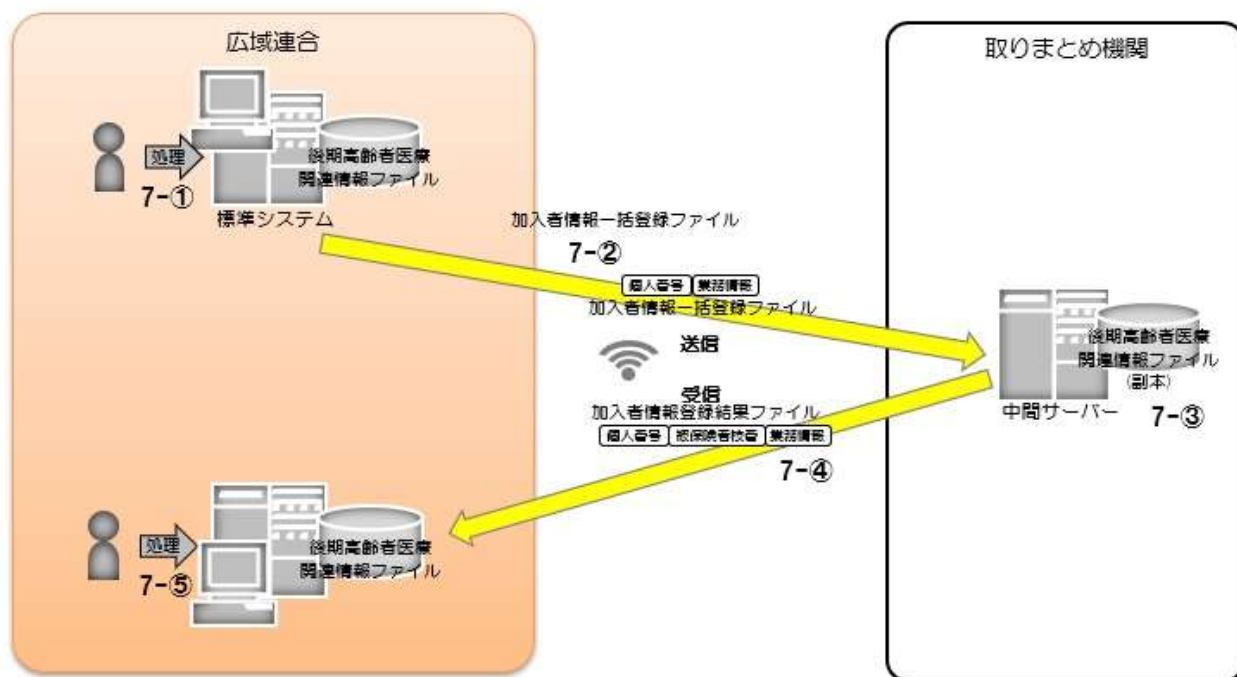 広域連合
処理
7-①
後期高齢者医療
関連情報ファイル
標準システム
加入者情報一括登録ファイル
7-②
個人番号 業務情報
加入者情報一括登録ファイル
送信
受信
加入者情報登録結果ファイル
個人番号 被保険者枝番 業務情報
7-④
取りまとめ機関
後期高齢者医療
関連情報ファイル
(副本)
中間サーバー
7-③
処理
7-⑤
後期高齢者医療
関連情報ファイル